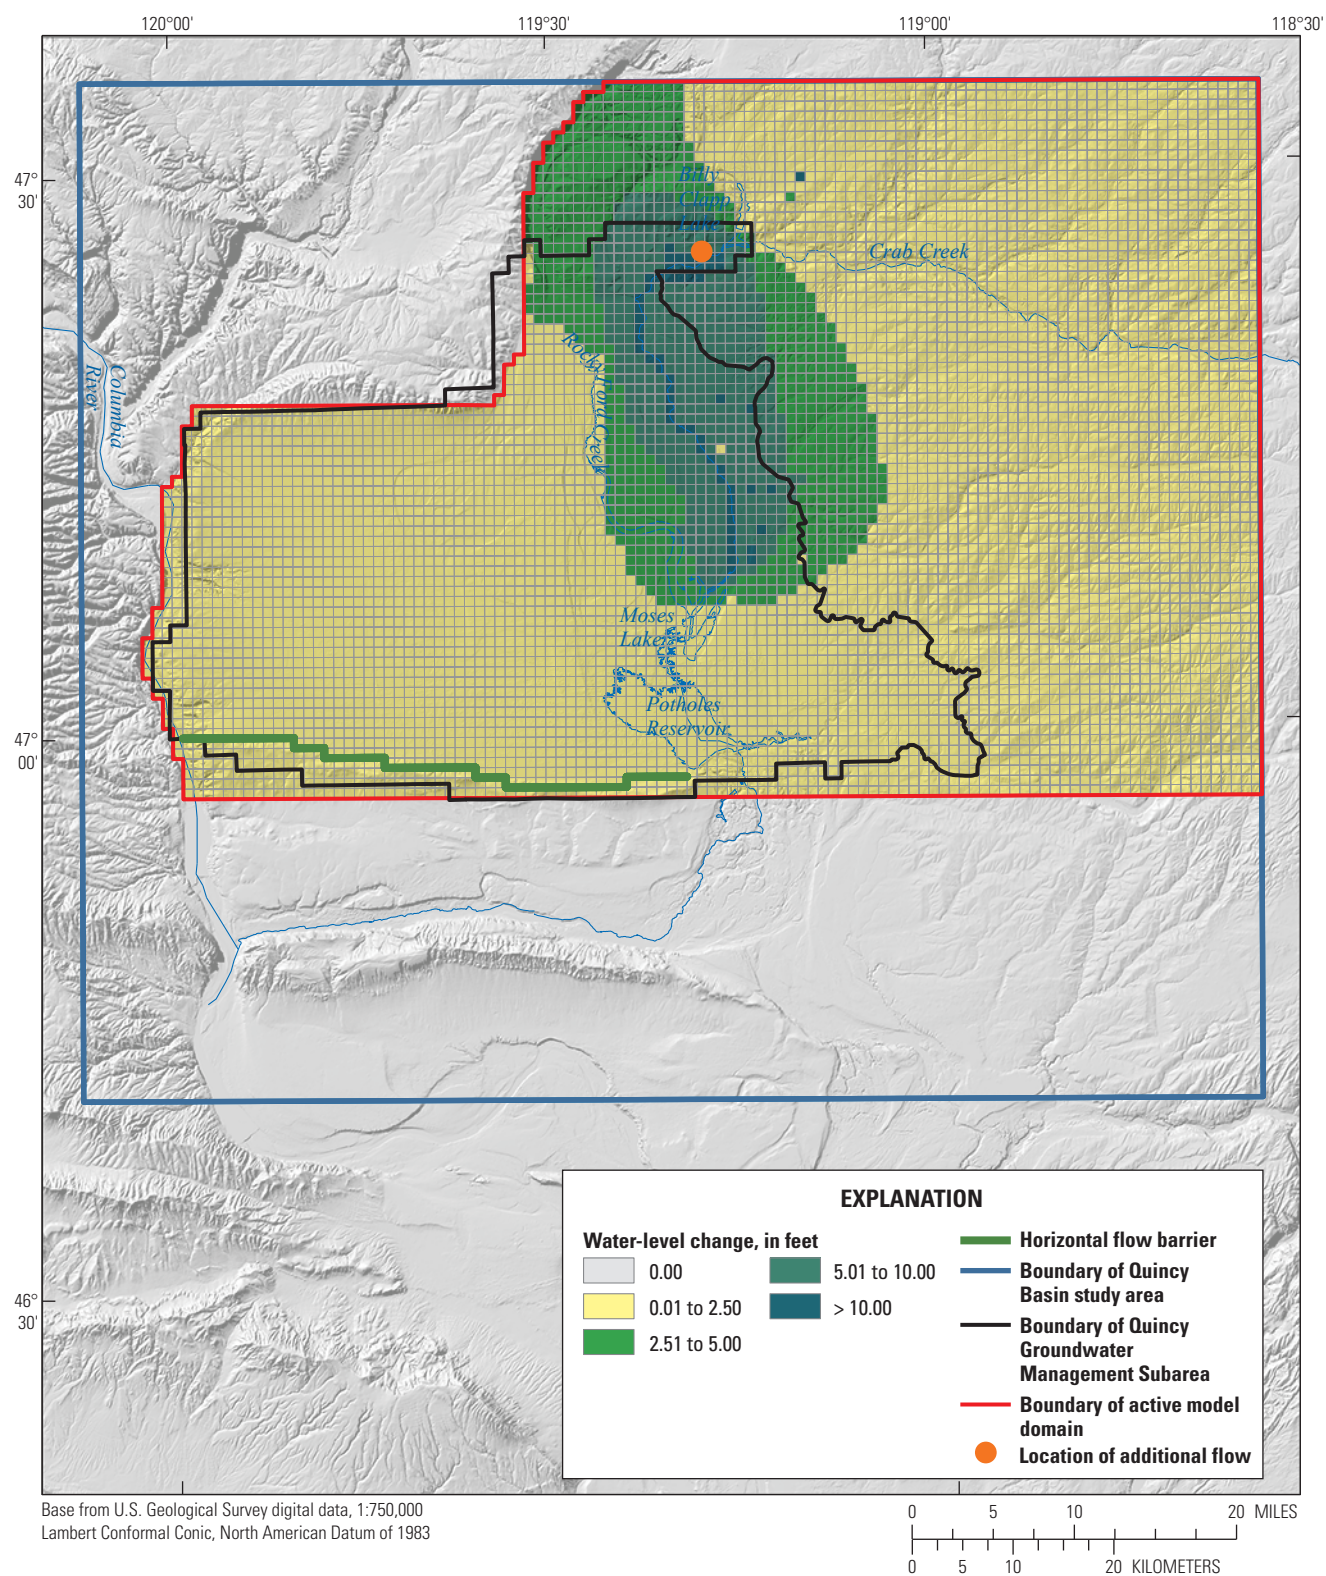 120°00'
119°30'
119°00'
118°30'
47°
30'
Billy
Clapp
Lake
Crab Creek
Rocky Ford Creek
Columbia
River
Moses
Lake
Potholes
Reservoir
47°
00'
46°
30'
EXPLANATION
Water-level change, in feet
0.00
0.01 to 2.50
2.51 to 5.00
5.01 to 10.00
> 10.00
Horizontal flow barrier
Boundary of Quincy
Basin study area
Boundary of Quincy
Groundwater
Management Subarea
Boundary of active model
domain
Location of additional flow
Base from U.S. Geological Survey digital data, 1:750,000
Lambert Conformal Conic, North American Datum of 1983
0 5 10 20 MILES
0 5 10 20 KILOMETERS